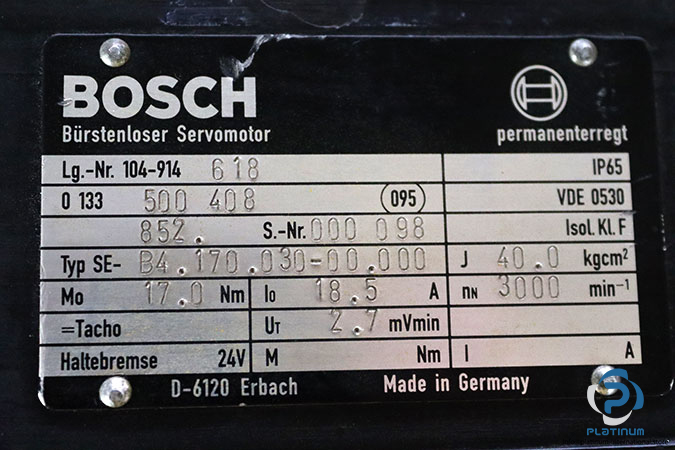 BOSCH
Bürstenloser Servomotor permanenterregt
Lg.-Nr. 104-914 618 IP65
0 133 500 408 095 VDE 0530
852. S.-Nr. 000 098 Isol. Kl. F
Typ SE- B4.170.030-00.000 J 40.0 kgcm²
Mo 17.0 Nm Io 18.5 A nN 3000 min⁻¹
=Tacho UT 2.7 mVmin
Haltebremse 24V M Nm I A
D-6120 Erbach Made in Germany
PLATINUM